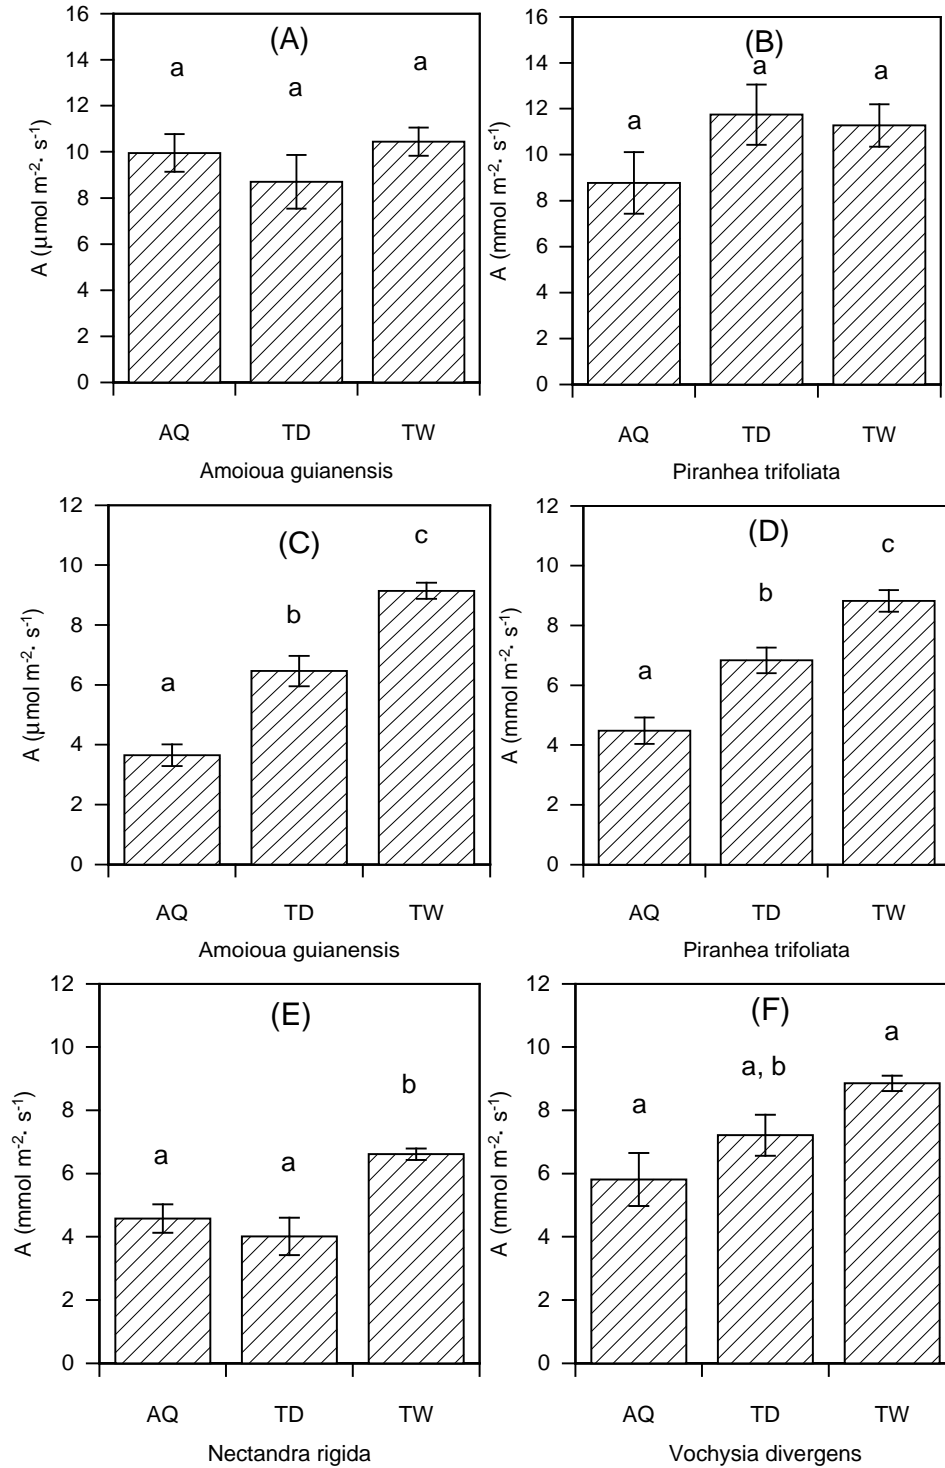 (A)
16
14
12
10
8
6
4
2
0
A (μmol m-2· s-1)
a
a
a
AQ TD TW
Amoioua guianensis
(B)
16
14
12
10
8
6
4
2
0
A (mmol m-2· s-1)
a
a
a
AQ TD TW
Piranhea trifoliata
(C)
12
10
8
6
4
2
0
A (μmol m-2· s-1)
a
b
c
AQ TD TW
Amoioua guianensis
(D)
12
10
8
6
4
2
0
A (mmol m-2· s-1)
a
b
c
AQ TD TW
Piranhea trifoliata
(E)
12
10
8
6
4
2
0
A (mmol m-2· s-1)
a
a
b
AQ TD TW
Nectandra rigida
(F)
12
10
8
6
4
2
0
A (mmol m-2· s-1)
a
a, b
a
AQ TD TW
Vochysia divergens